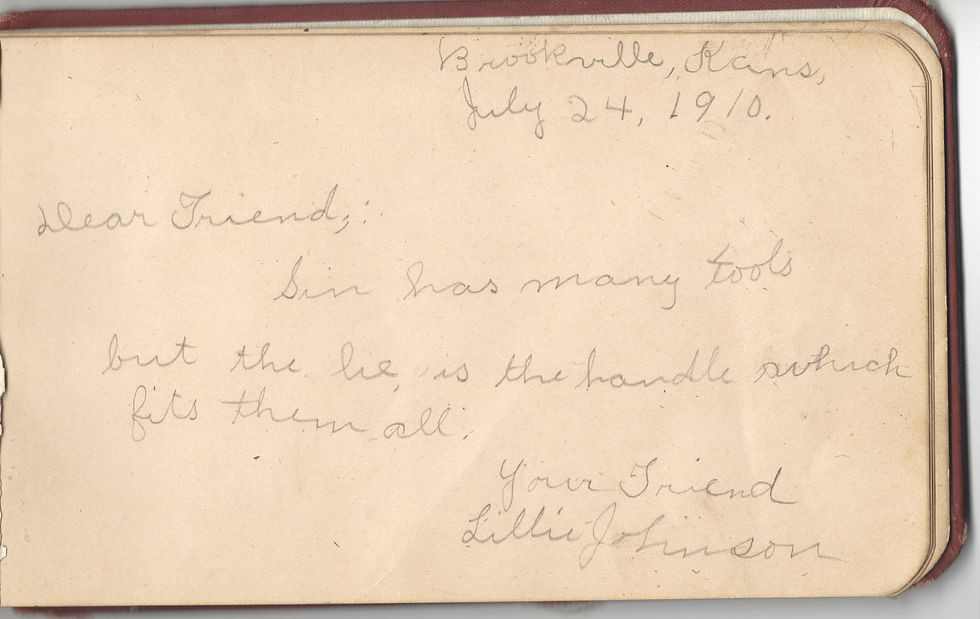 Brookville, Kans,
July 24, 1910.
Dear Friend,:
Sin has many tools
but the lie is the handle which
fits them all.
Your Friend
Lillie Johnson